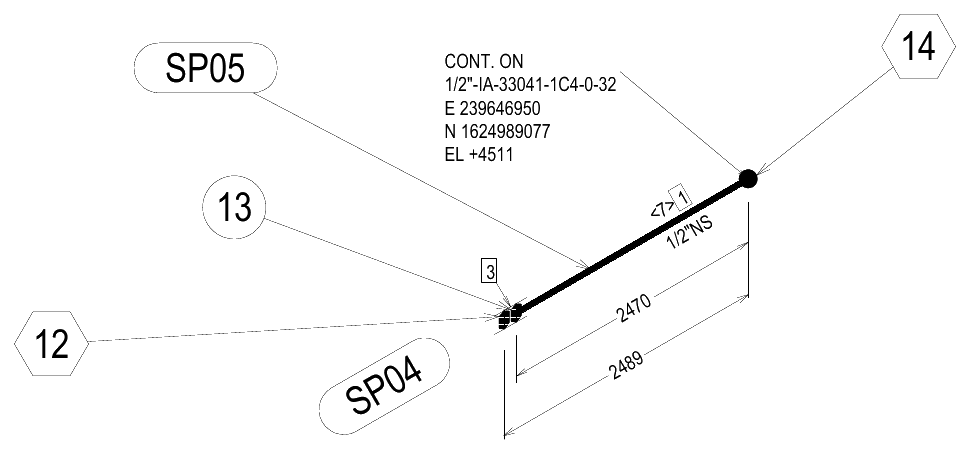 14
SP05
CONT. ON
1/2"-IA-33041-1C4-0-32
E 239646950
N 1624989077
EL +4511
13
<7> 1
1/2"NS
3
2470
12
2489
SP04